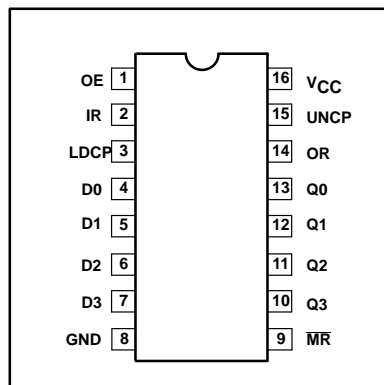 OE 1 16 VCC
IR 2 15 UNCP
LDCP 3 14 OR
D0 4 13 Q0
D1 5 12 Q1
D2 6 11 Q2
D3 7 10 Q3
GND 8 9 M̅R̅